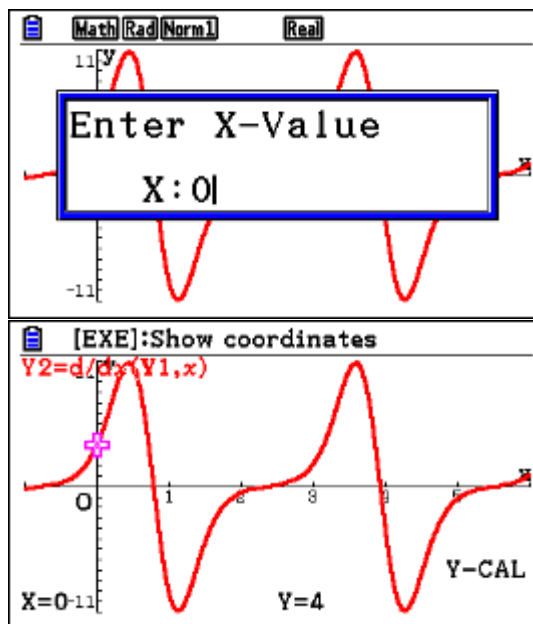 Math Rad Norm1 Real
11 y
Enter X-Value
X:0
x
-11
[EXE]:Show coordinates
Y2=d/dx(Y1,x)
y
x
O 1 2 3 4 5 6
Y-CAL
X=0 -11 Y=4